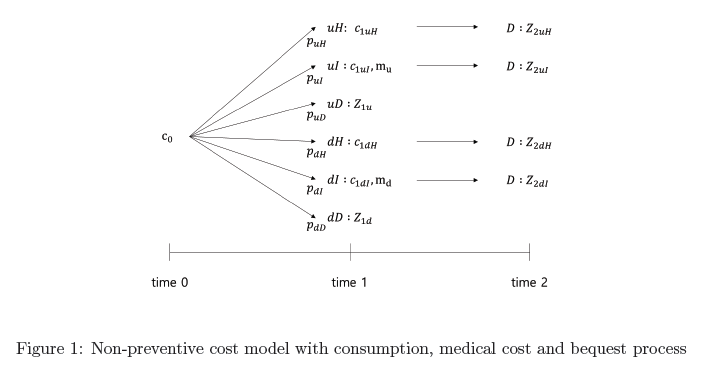 uH: c₁ᵤH D : Z₂ᵤH
pᵤH
uI : c₁ᵤI, mᵤ D : Z₂ᵤI
pᵤI
uD : Z₁ᵤ
pᵤD
c₀
dH : c₁dH D : Z₂dH
pdH
dI : c₁dI, md D : Z₂dI
pdI
dD : Z₁d
pdD
time 0 time 1 time 2
Figure 1: Non-preventive cost model with consumption, medical cost and bequest process